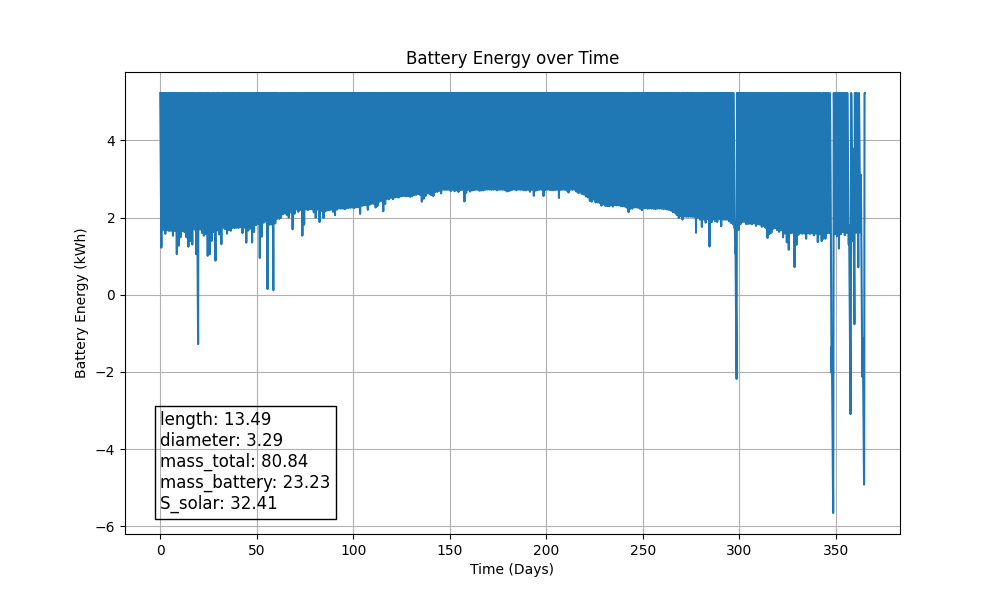 Battery Energy over Time
Battery Energy (kWh)
4
2
0
−2
−4
−6
length: 13.49
diameter: 3.29
mass_total: 80.84
mass_battery: 23.23
S_solar: 32.41
0 50 100 150 200 250 300 350
Time (Days)